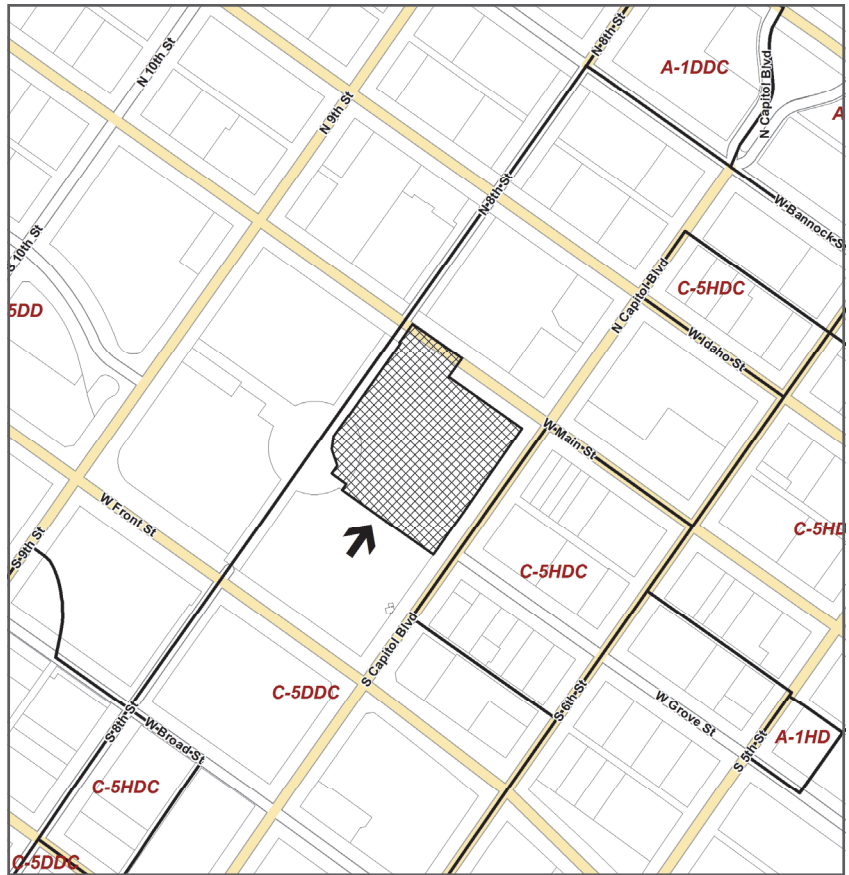 N 8th St
N 10th St
A-1DDC
N Capitol Blvd
N 9th St
A
N 8th St
W Bannock S
S 10th St
N Capitol Blvd
C-5HDC
5DD
W Idaho St
W Main St
W Front St
C-5HD
S 9th St
C-5HDC
S Capitol Blvd
C-5DDC
S 6th St
W Grove St
S 8th St
W Broad St
S 5th St
A-1HD
C-5HDC
C-5DDC